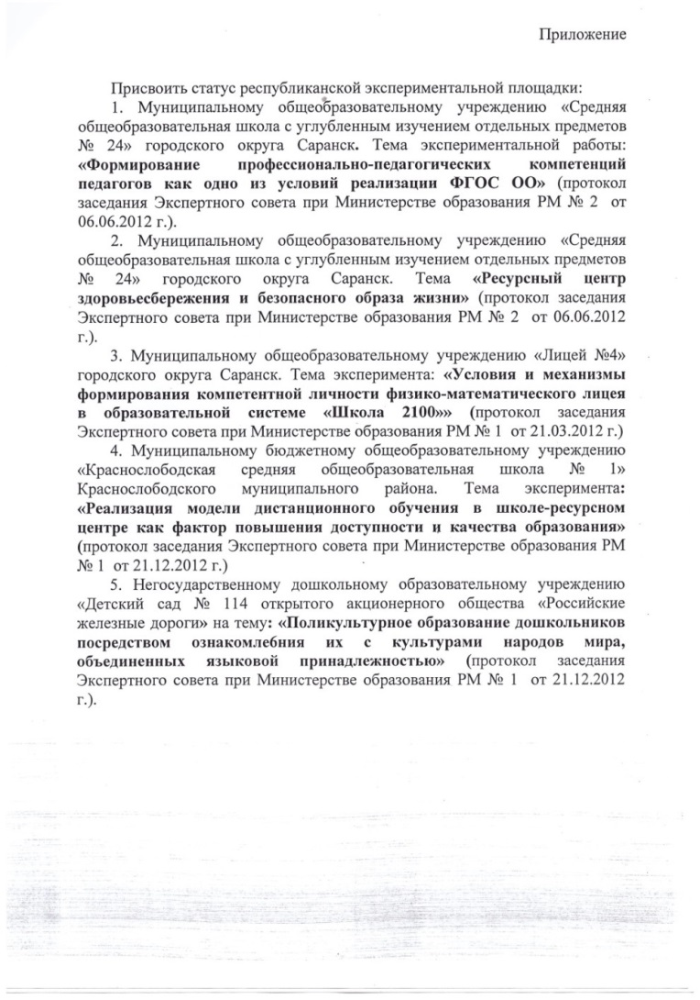 Приложение
Присвоить статус республиканской экспериментальной площадки:
1. Муниципальному общеобразовательному учреждению «Средняя
общеобразовательная школа с углубленным изучением отдельных предметов
№ 24» городского округа Саранск. Тема экспериментальной работы:
«Формирование профессионально-педагогических компетенций
педагогов как одно из условий реализации ФГОС ОО» (протокол
заседания Экспертного совета при Министерстве образования РМ № 2 от
06.06.2012 г.).
2. Муниципальному общеобразовательному учреждению «Средняя
общеобразовательная школа с углубленным изучением отдельных предметов
№ 24» городского округа Саранск. Тема «Ресурсный центр
здоровьесбережения и безопасного образа жизни» (протокол заседания
Экспертного совета при Министерстве образования РМ № 2 от 06.06.2012
г.).
3. Муниципальному общеобразовательному учреждению «Лицей №4»
городского округа Саранск. Тема эксперимента: «Условия и механизмы
формирования компетентной личности физико-математического лицея
в образовательной системе «Школа 2100»» (протокол заседания
Экспертного совета при Министерстве образования РМ № 1 от 21.03.2012 г.)
4. Муниципальному бюджетному общеобразовательному учреждению
«Краснослободская средняя общеобразовательная школа № 1»
Краснослободского муниципального района. Тема эксперимента:
«Реализация модели дистанционного обучения в школе-ресурсном
центре как фактор повышения доступности и качества образования»
(протокол заседания Экспертного совета при Министерстве образования РМ
№ 1 от 21.12.2012 г.)
5. Негосударственному дошкольному образовательному учреждению
«Детский сад № 114 открытого акционерного общества «Российские
железные дороги» на тему: «Поликультурное образование дошкольников
посредством ознакомле6ния их с культурами народов мира,
объединенных языковой принадлежностью» (протокол заседания
Экспертного совета при Министерстве образования РМ № 1 от 21.12.2012
г.).